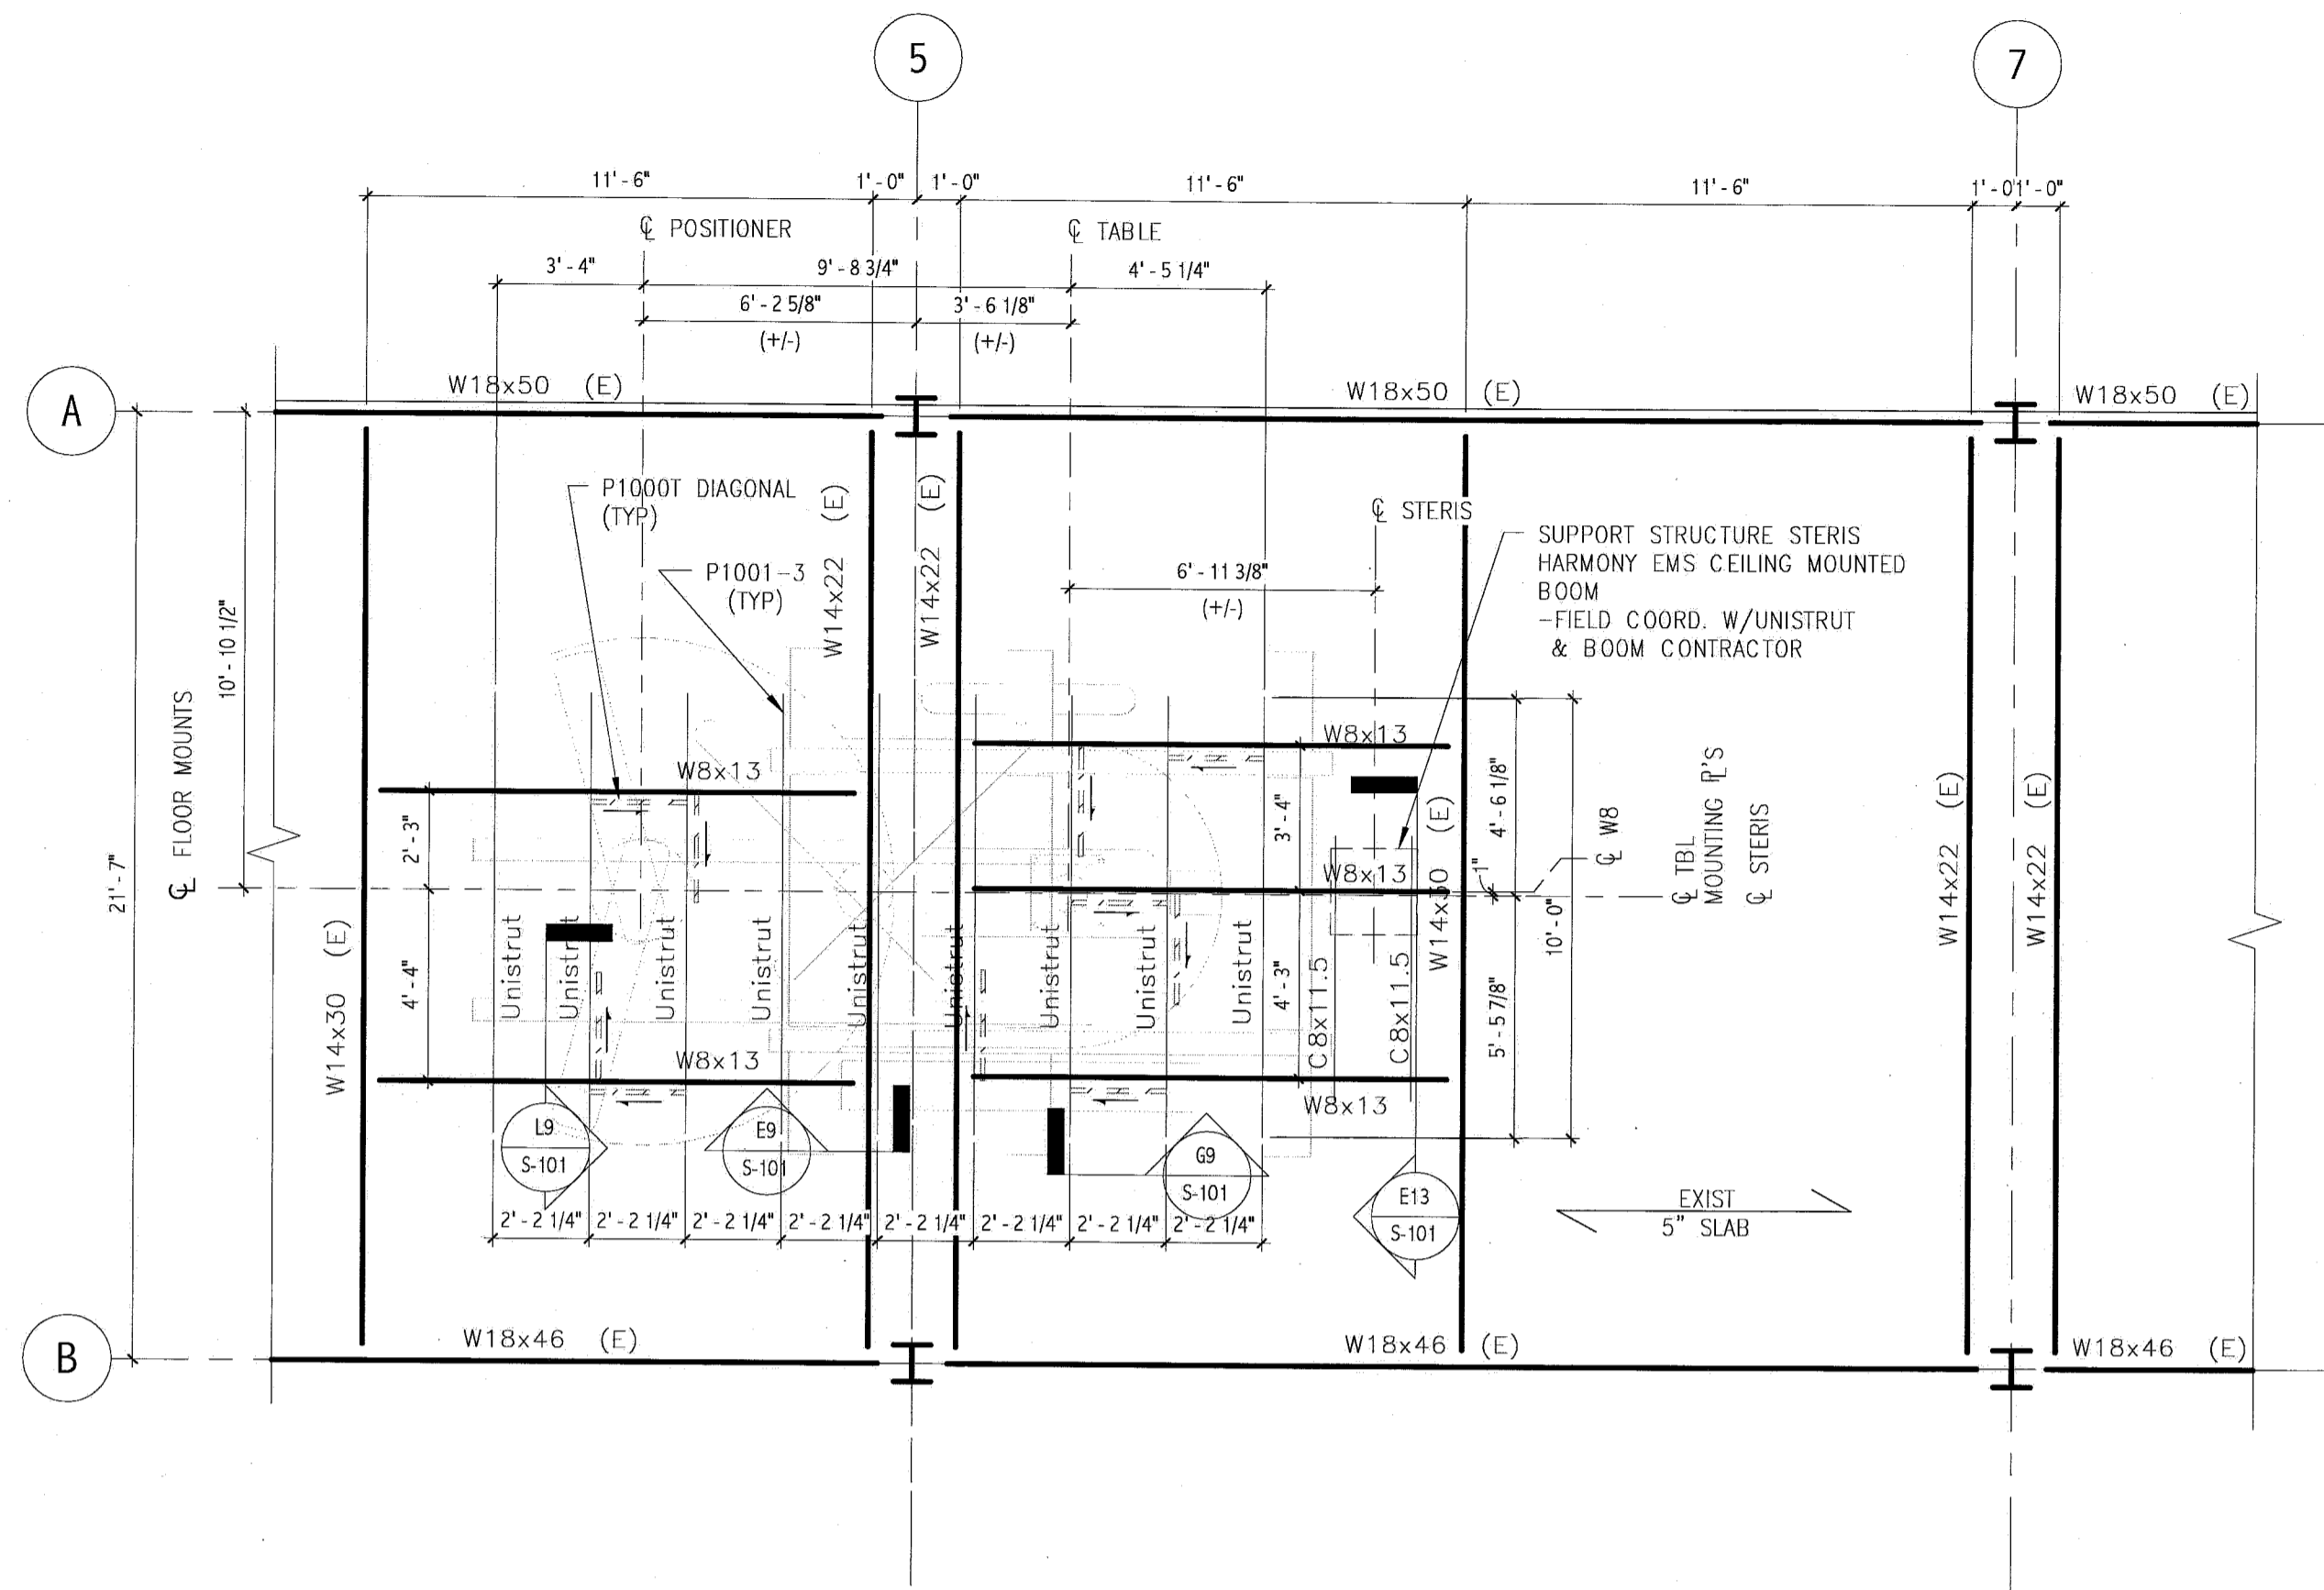 5
7
11'-6"
1'-0"
1'-0"
11'-6"
11'-6"
1'-0
1'-0"
℄ POSITIONER
℄ TABLE
3'-4"
9'-8 3/4"
4'-5 1/4"
6'-2 5/8"
(+/-)
3'-6 1/8"
(+/-)
A
W18x50 (E)
W18x50 (E)
W18x50 (E)
P1000T DIAGONAL
(TYP)
P1001-3
(TYP)
W14x22 (E)
W14x22 (E)
℄ STERIS
6'-11 3/8"
(+/-)
SUPPORT STRUCTURE STERIS
HARMONY EMS CEILING MOUNTED
BOOM
-FIELD COORD. W/UNISTRUT
& BOOM CONTRACTOR
10'-10 1/2"
℄ FLOOR MOUNTS
21'-7"
W8x13
W8x13
W8x13
2'-3"
3'-4"
4'-6 1/8"
1"
℄ W8
℄ TBL
MOUNTING ℙ'S
℄ STERIS
W14x22 (E)
W14x22 (E)
W14x30 (E)
W14x30 (E)
4'-4"
Unistrut
Unistrut
Unistrut
Unistrut
Unistrut
Unistrut
Unistrut
Unistrut
Unistrut
4'-3"
C8x11.5
C8x11.5
5'-5 7/8"
10'-0"
W8x13
W8x13
L9
S-101
E9
S-101
G9
S-101
E13
S-101
EXIST
5" SLAB
2'-2 1/4"
2'-2 1/4"
2'-2 1/4"
2'-2 1/4"
2'-2 1/4"
2'-2 1/4"
2'-2 1/4"
2'-2 1/4"
B
W18x46 (E)
W18x46 (E)
W18x46 (E)